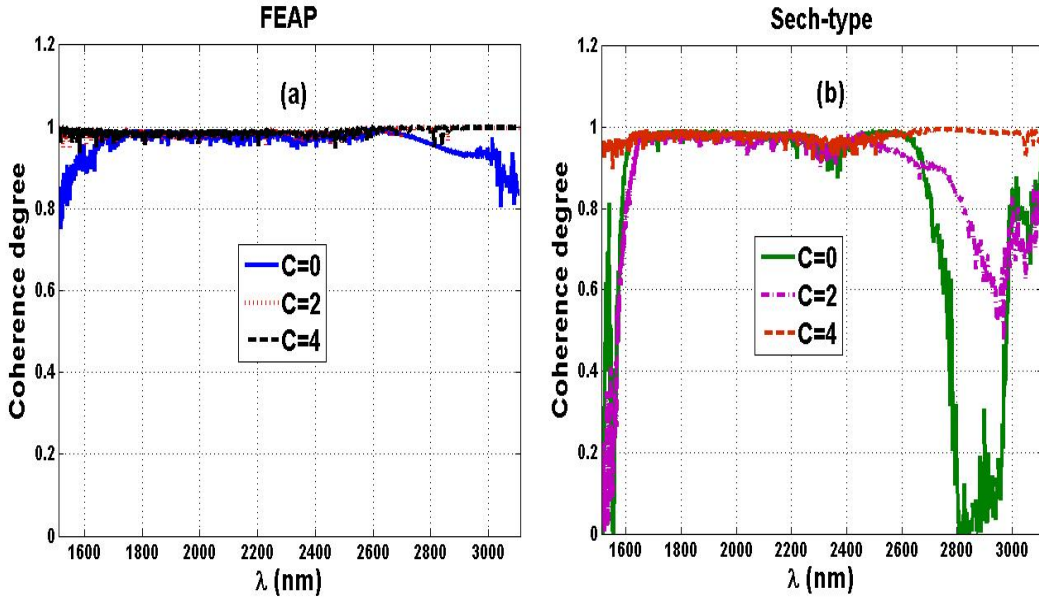 FEAP
Sech-type
1.2
1
0.8
0.6
0.4
0.2
0
Coherence degree
(a)
C=0
C=2
C=4
1600 1800 2000 2200 2400 2600 2800 3000
λ (nm)
1.2
1
0.8
0.6
0.4
0.2
0
Coherence degree
(b)
C=0
C=2
C=4
1600 1800 2000 2200 2400 2600 2800 3000
λ (nm)